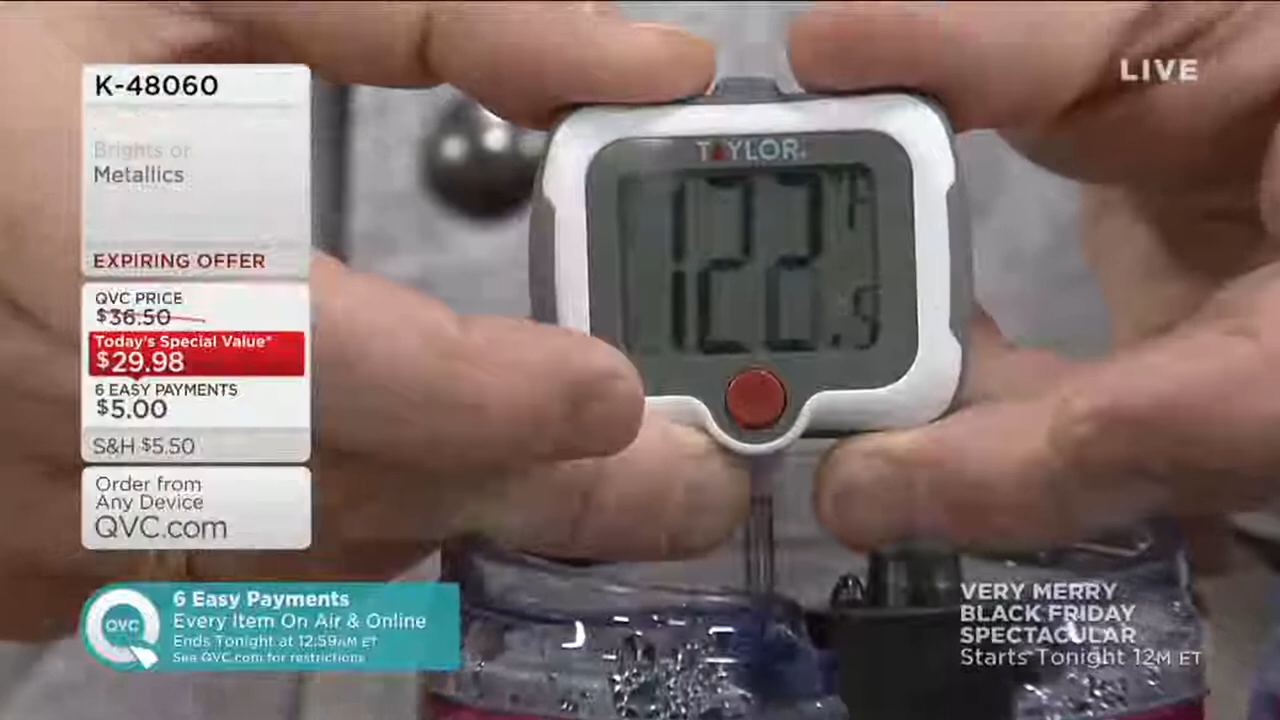 K-48060
Brights or
Metallics
EXPIRING OFFER
QVC PRICE
$36.50
Today's Special Value*
$29.98
6 EASY PAYMENTS
$5.00
S&H $5.50
Order from
Any Device
QVC.com
QVC
6 Easy Payments
Every Item On Air & Online
Ends Tonight at 12:59AM ET
See QVC.com for restrictions
LIVE
TAYLOR
122.5 °F
VERY MERRY
BLACK FRIDAY
SPECTACULAR
Starts Tonight 12M ET